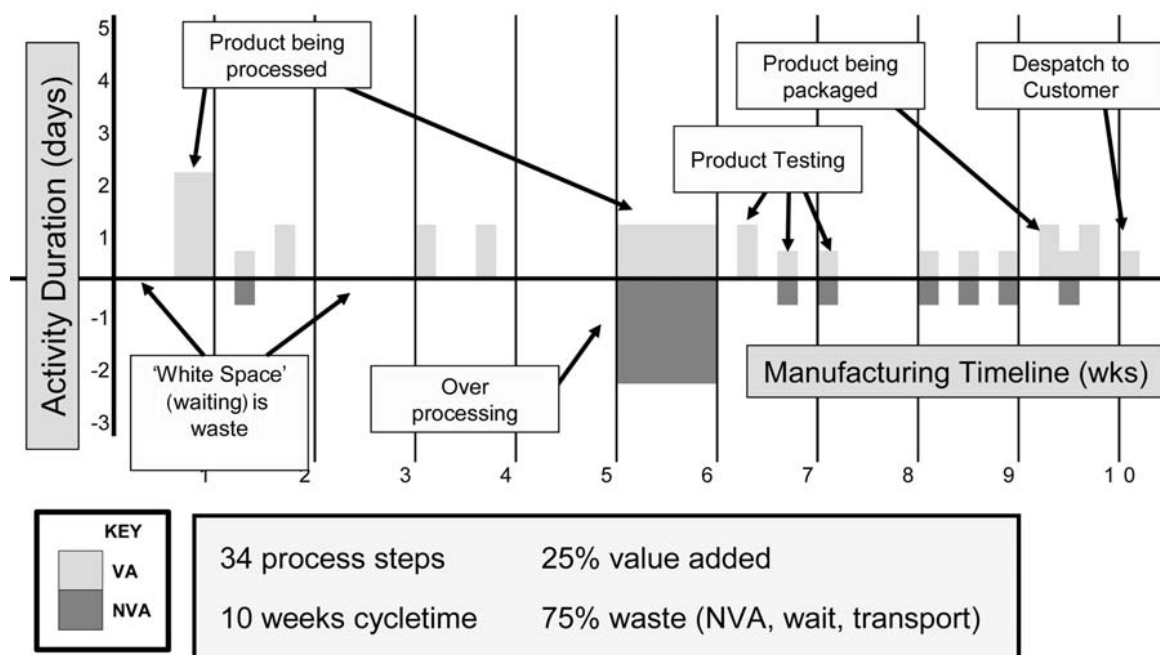 5
4
3
2
1
-1
-2
-3
Activity Duration (days)
Product being
processed
Product being
packaged
Despatch to
Customer
Product Testing
‘White Space’
(waiting) is
waste
Over
processing
Manufacturing Timeline (wks)
1 2 3 4 5 6 7 8 9 1 0
KEY
VA
NVA
34 process steps 25% value added
10 weeks cycletime 75% waste (NVA, wait, transport)